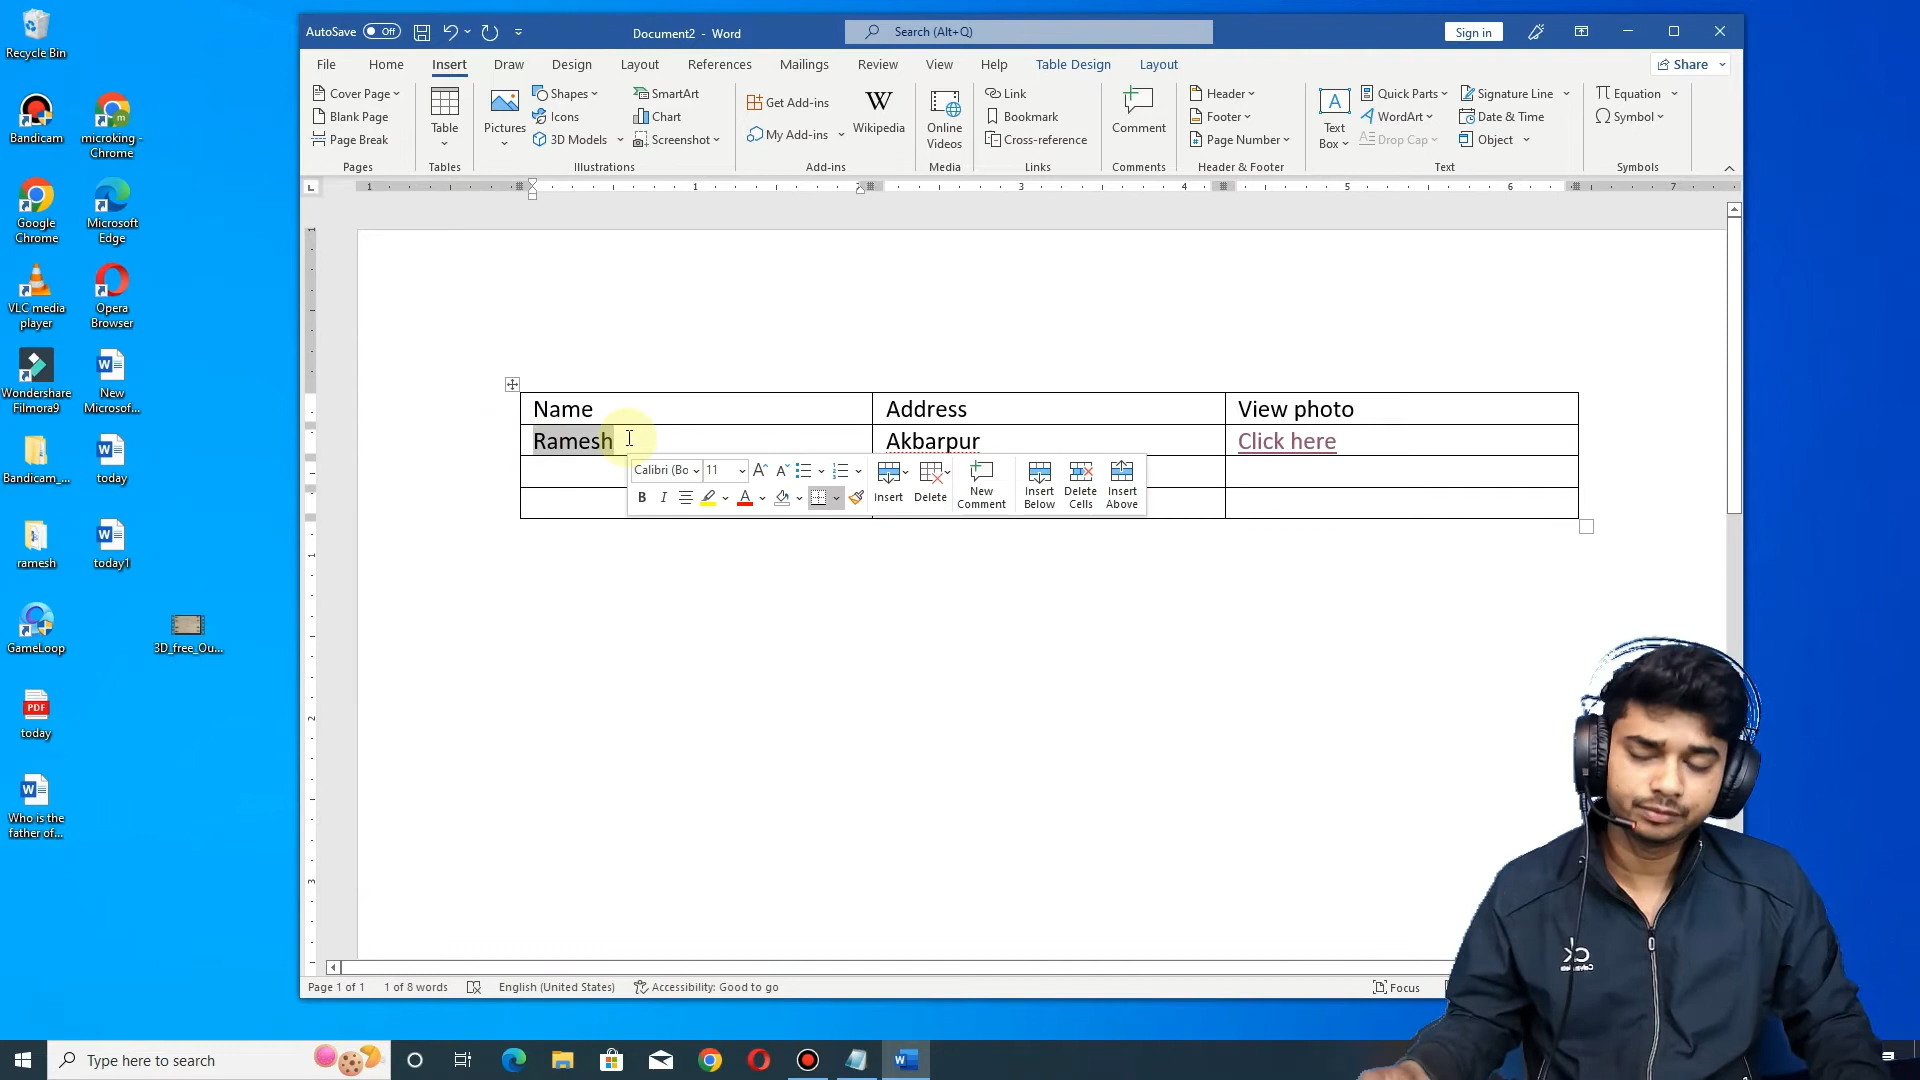 Recycle Bin
Bandicam
microking - Chrome
Google Chrome
Microsoft Edge
VLC media player
Opera Browser
Wondershare Filmora9
New Microsof...
Bandicam_...
today
ramesh
today1
GameLoop
3D_free_Ou...
PDF
today
Who is the father of...
AutoSave Off
Document2 - Word
Search (Alt+Q)
Sign in
File Home Insert Draw Design Layout References Mailings Review View Help Table Design Layout
Share
Cover Page
Blank Page
Page Break
Pages
Table
Tables
Pictures
Shapes
Icons
3D Models
SmartArt
Chart
Screenshot
Illustrations
Get Add-ins
My Add-ins
Wikipedia
Add-ins
Online Videos
Media
Link
Bookmark
Cross-reference
Links
Comment
Comments
Header
Footer
Page Number
Header & Footer
Text Box
Quick Parts
WordArt
Drop Cap
Signature Line
Date & Time
Object
Text
Equation
Symbol
Symbols
1 1 3 4 5 6 7
Name Address View photo
Ramesh Akbarpur Click here
Calibri (Bo 11
B I A
Insert Delete New Comment Insert Below Delete Cells Insert Above
Page 1 of 1 1 of 8 words English (United States) Accessibility: Good to go
Focus
Type here to search